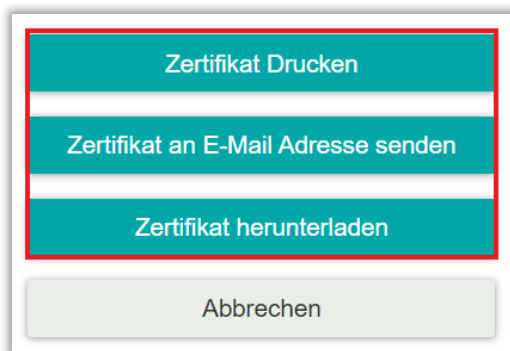 Zertifikat Drucken
Zertifikat an E-Mail Adresse senden
Zertifikat herunterladen
Abbrechen